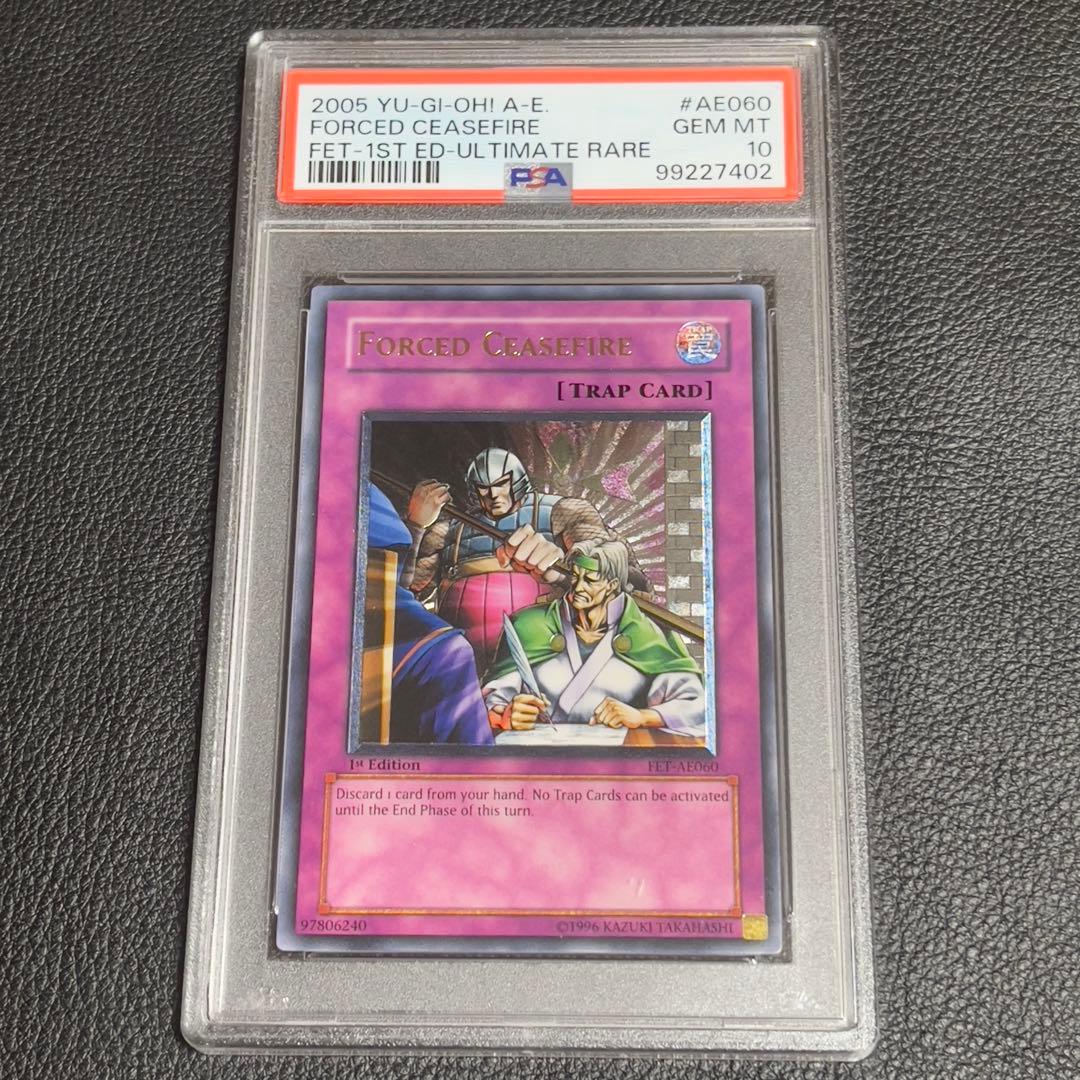 2005 YU-GI-OH! A-E. #AE060
FORCED CEASEFIRE GEM MT
FET-1ST ED-ULTIMATE RARE 10
PSA 99227402
FORCED CEASEFIRE
TRAP
罠
[TRAP CARD]
1st Edition FET-AE060
Discard 1 card from your hand. No Trap Cards can be activated
until the End Phase of this turn.
97806240 ©1996 KAZUKI TAKAHASHI